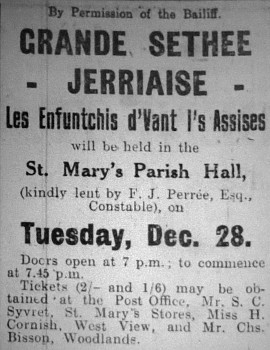 By Permission of the Bailiff.
GRANDE SETHEE
- JERRIAISE -
Les Enfuntchis d'Vant l's Assises
will be held in the
St. Mary's Parish Hall,
(kindly lent by F. J. Perrée, Esq.,
Constable), on
Tuesday, Dec. 28.
Doors open at 7 p.m.; to commence
at 7.45 p.m.
Tickets (2/- and 1/6) may be ob-
tained at the Post Office, Mr. S. C.
Syvret, St. Mary's Stores, Miss H.
Cornish, West View, and Mr. Chs.
Bisson, Woodlands.